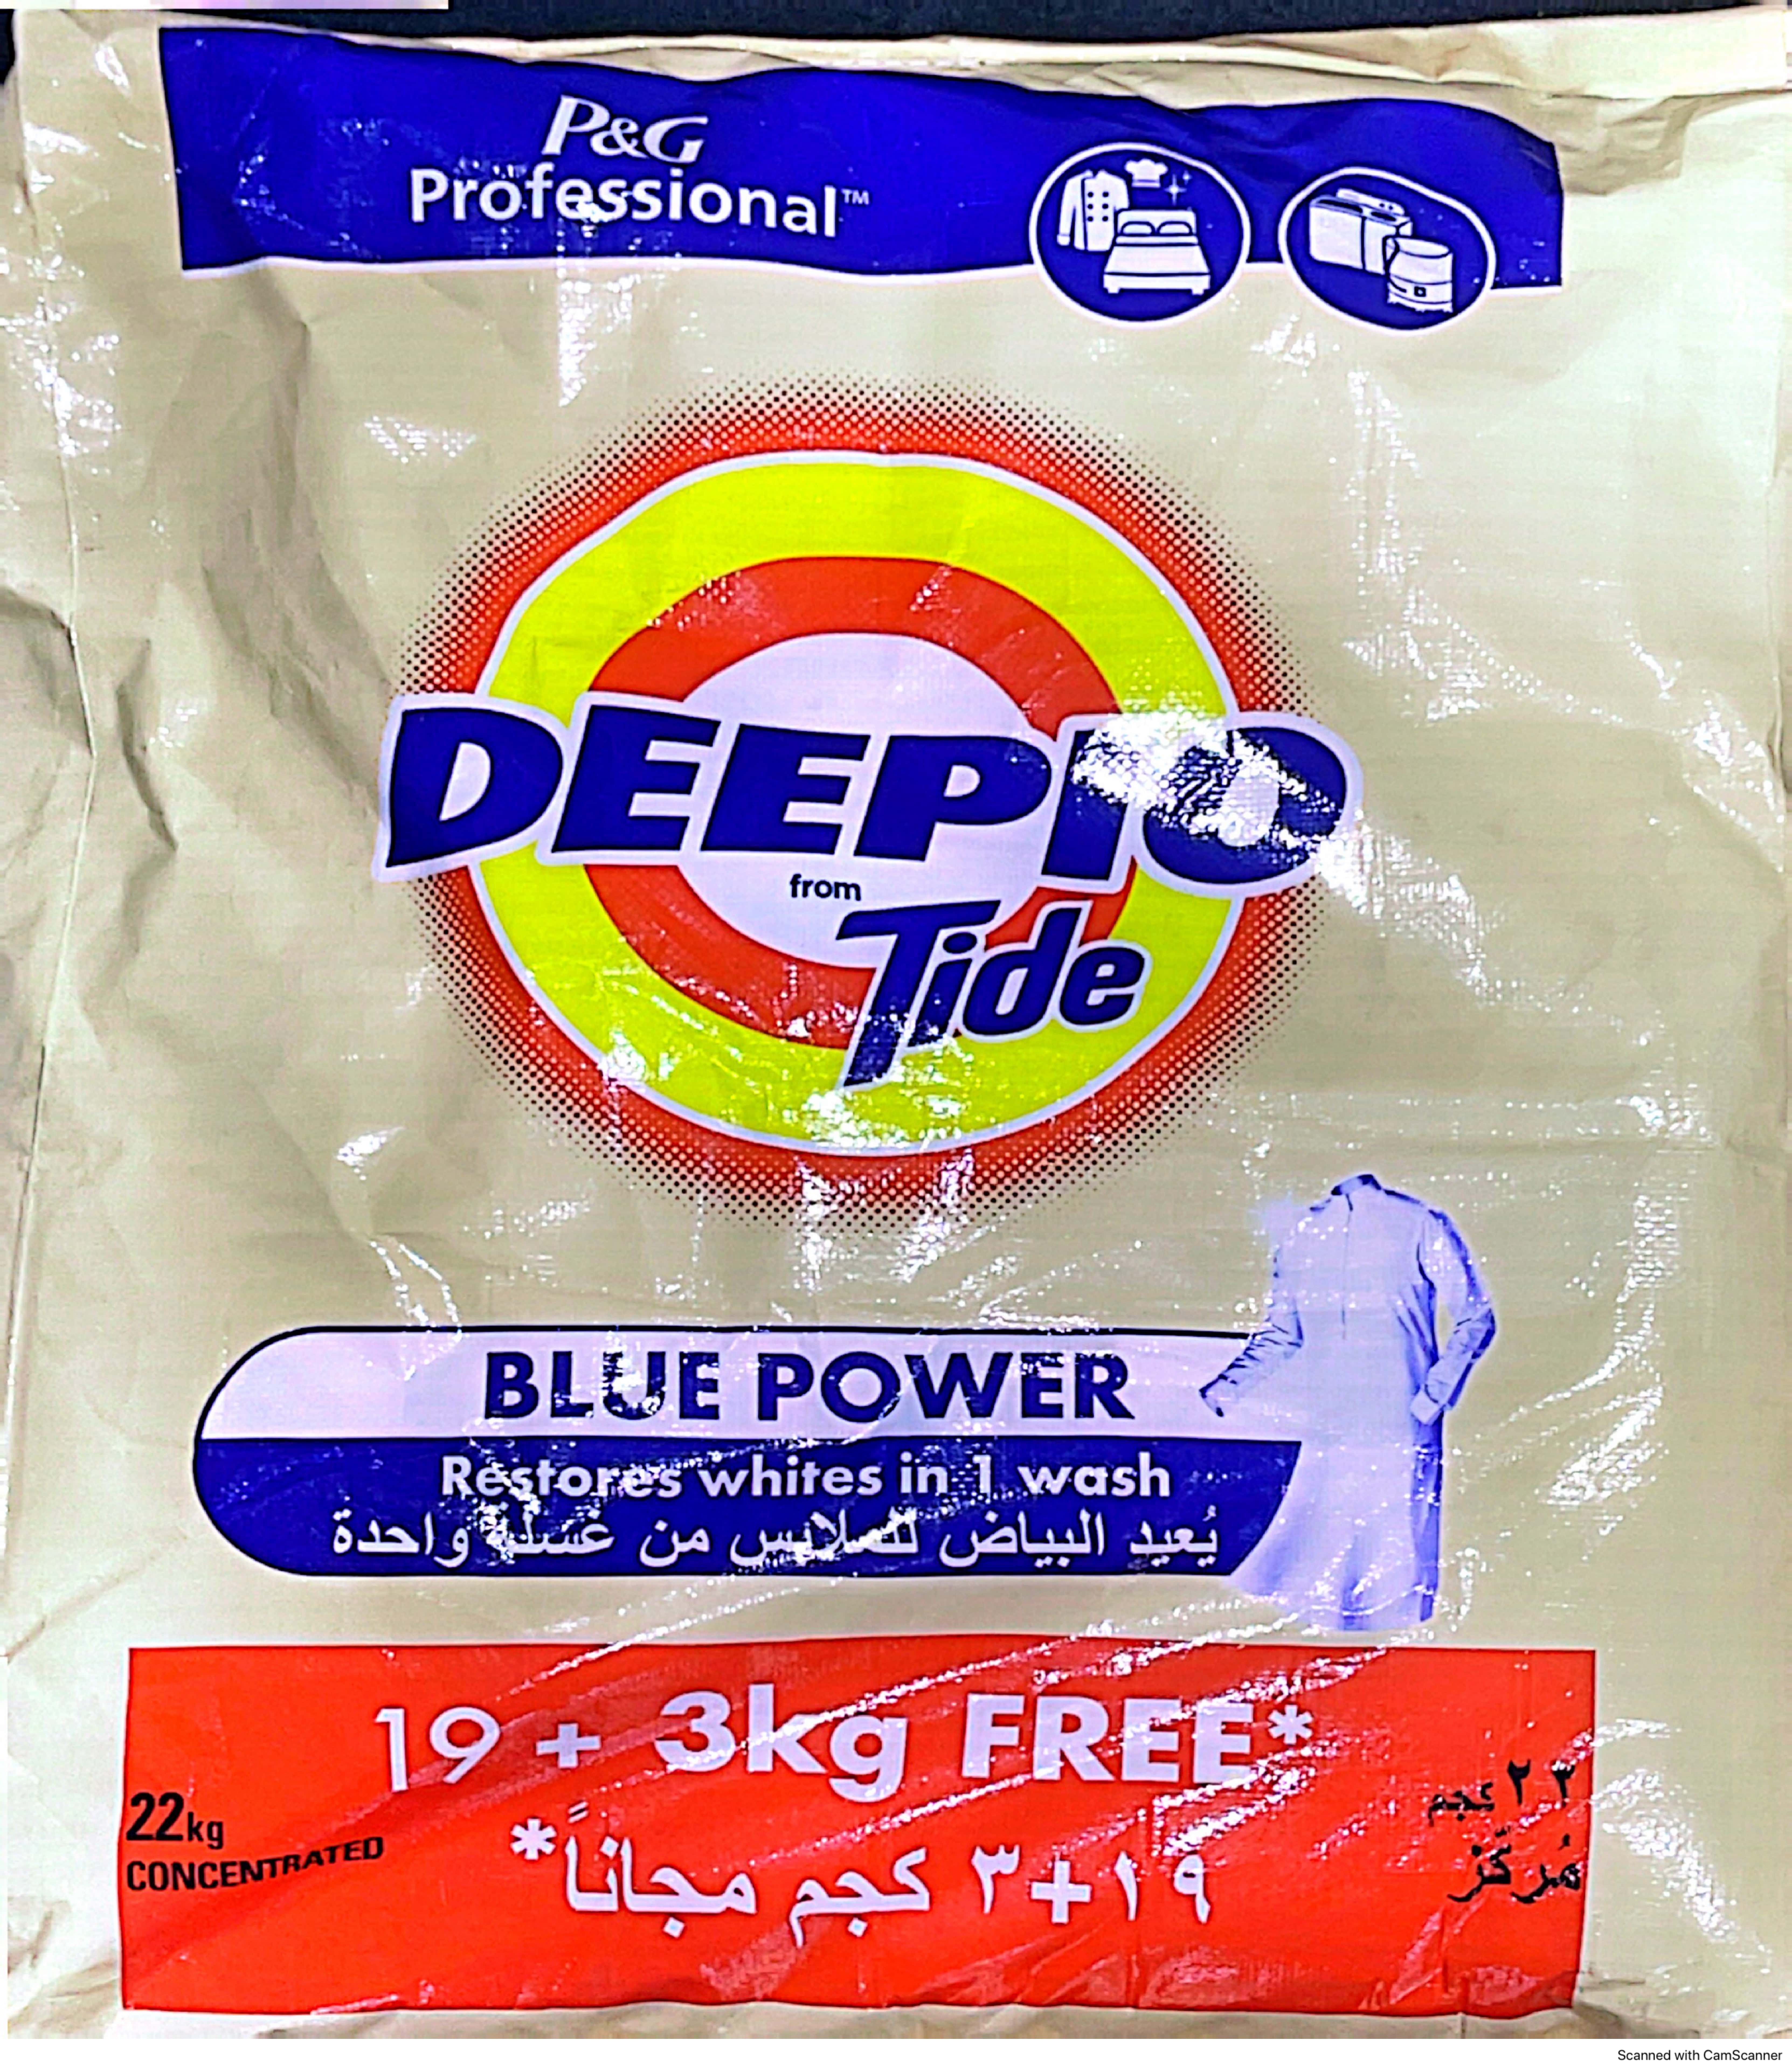 P&G
Professional™
DEEPIO
from
Tide
BLUE POWER
Restores whites in 1 wash
يُعيد البياض للملابس من غسلة واحدة
19 + 3kg FREE*
22kg
CONCENTRATED
١٩+٣ كجم مجاناً*
٢٢ كجم
مُركّز
Scanned with CamScanner